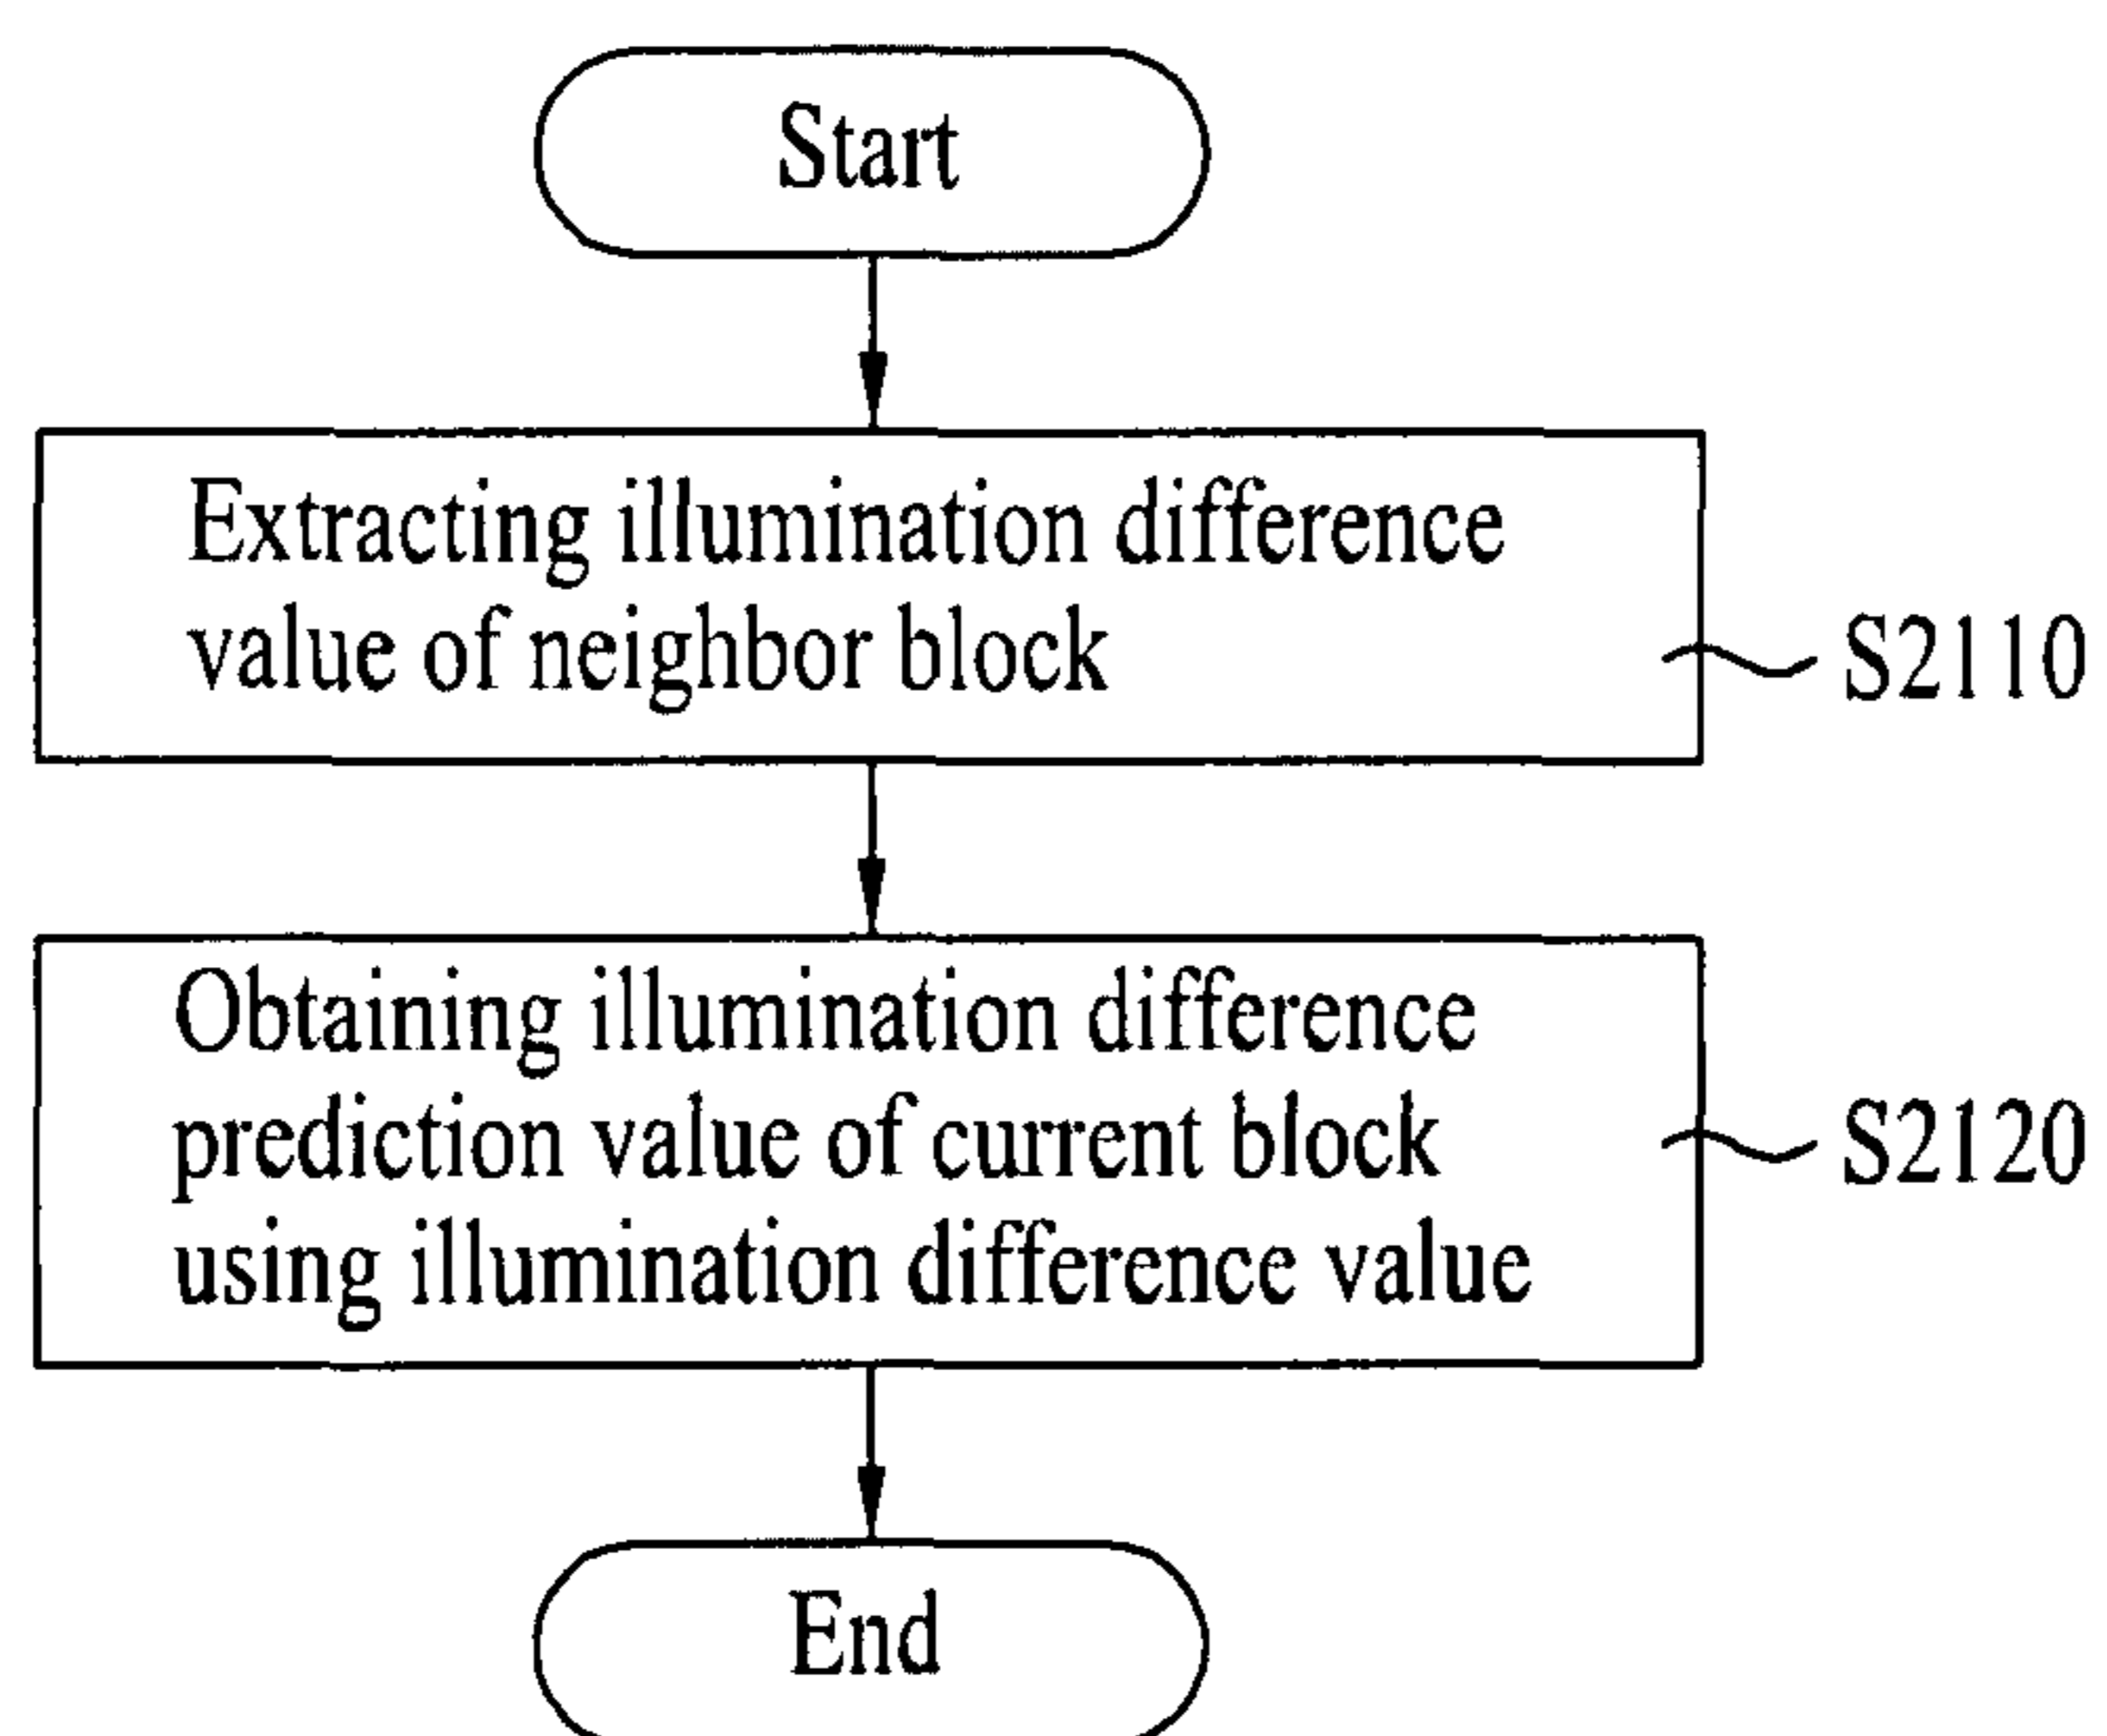 Start
Extracting illumination difference
value of neighbor block
S2110
Obtaining illumination difference
prediction value of current block
using illumination difference value
S2120
End